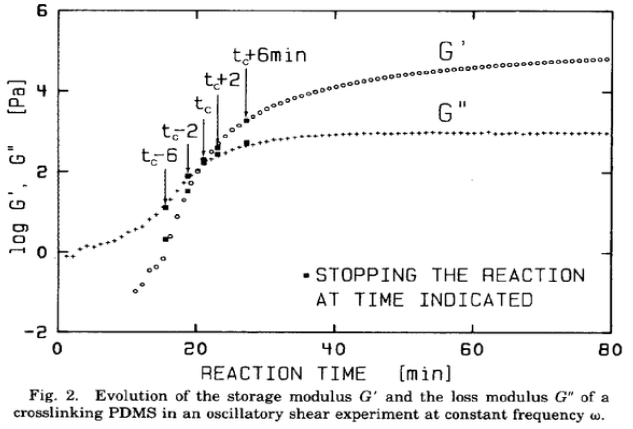 6
4
2
0
-2
log G', G" [Pa]
t_c-6
t_c-2
t_c
t_c+2
t_c+6min
G'
G"
▪ STOPPING THE REACTION
AT TIME INDICATED
0 20 40 60 80
REACTION TIME [min]
Fig. 2. Evolution of the storage modulus G' and the loss modulus G" of a
crosslinking PDMS in an oscillatory shear experiment at constant frequency ω.